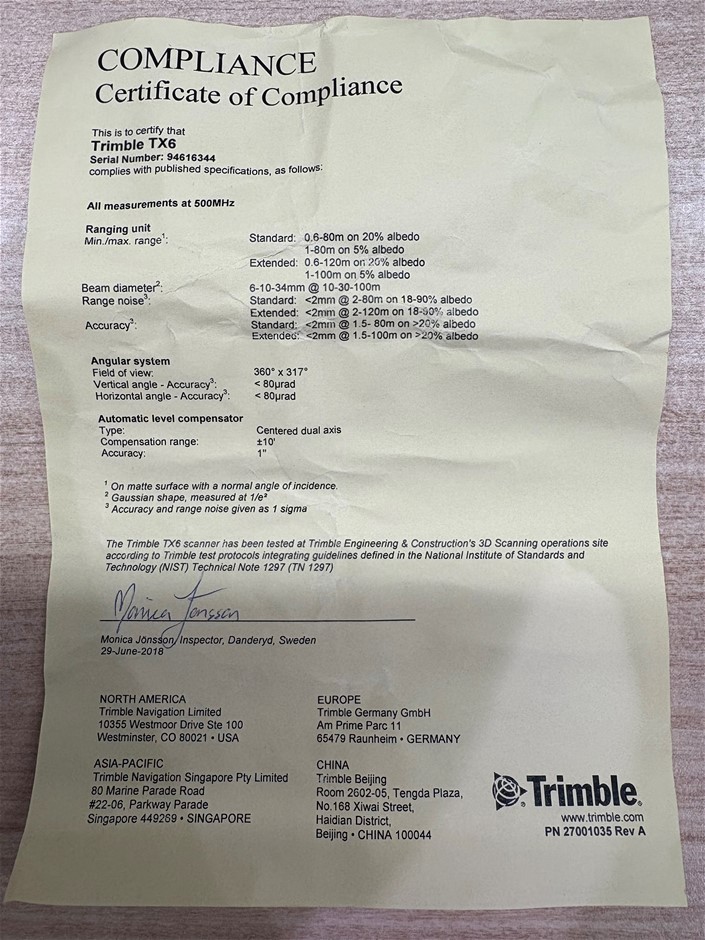 COMPLIANCE
Certificate of Compliance
This is to certify that
Trimble TX6
Serial Number: 94616344
complies with published specifications, as follows:
All measurements at 500MHz
Ranging unit
Min./max. range¹: Standard: 0.6-80m on 20% albedo
1-80m on 5% albedo
Extended: 0.6-120m on 20% albedo
1-100m on 5% albedo
Beam diameter²: 6-10-34mm @ 10-30-100m
Range noise³: Standard: <2mm @ 2-80m on 18-90% albedo
Extended: <2mm @ 2-120m on 18-90% albedo
Accuracy³: Standard: <2mm @ 1.5- 80m on >20% albedo
Extended: <2mm @ 1.5-100m on >20% albedo
Angular system
Field of view: 360° x 317°
Vertical angle - Accuracy³: < 80µrad
Horizontal angle - Accuracy³: < 80µrad
Automatic level compensator
Type: Centered dual axis
Compensation range: ±10'
Accuracy: 1"
¹ On matte surface with a normal angle of incidence.
² Gaussian shape, measured at 1/e²
³ Accuracy and range noise given as 1 sigma
The Trimble TX6 scanner has been tested at Trimble Engineering & Construction's 3D Scanning operations site
according to Trimble test protocols integrating guidelines defined in the National Institute of Standards and
Technology (NIST) Technical Note 1297 (TN 1297)
Monica Jönsson
Monica Jönsson, Inspector, Danderyd, Sweden
29-June-2018
NORTH AMERICA
Trimble Navigation Limited
10355 Westmoor Drive Ste 100
Westminster, CO 80021 • USA
EUROPE
Trimble Germany GmbH
Am Prime Parc 11
65479 Raunheim • GERMANY
ASIA-PACIFIC
Trimble Navigation Singapore Pty Limited
80 Marine Parade Road
#22-06, Parkway Parade
Singapore 449269 • SINGAPORE
CHINA
Trimble Beijing
Room 2602-05, Tengda Plaza,
No.168 Xiwai Street,
Haidian District,
Beijing • CHINA 100044
Trimble®
www.trimble.com
PN 27001035 Rev A